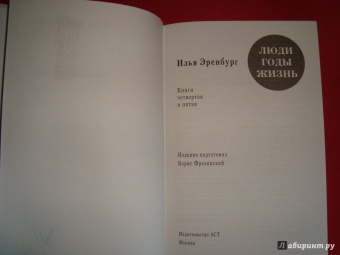 Илья Эренбург
ЛЮДИ
ГОДЫ
ЖИЗНЬ
Книги
четвертая
и пятая
Издание подготовил
Борис Фрезинский
Издательство АСТ
Москва
Лабиринт.ру